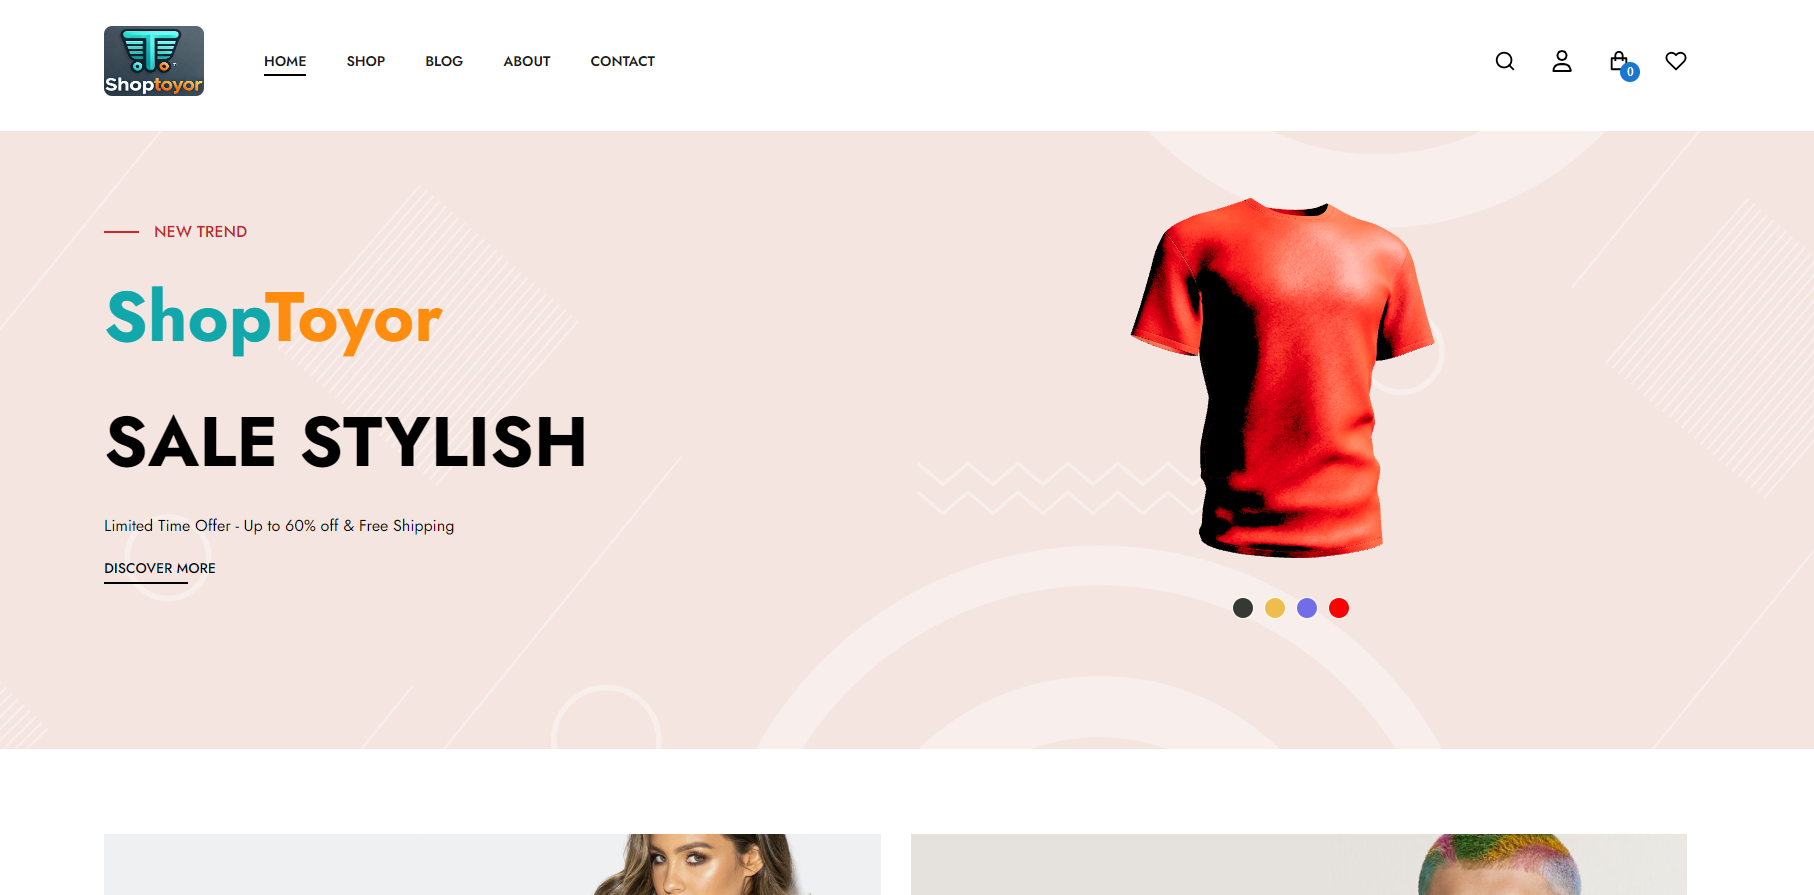 Shoptoyor
HOME SHOP BLOG ABOUT CONTACT
0
NEW TREND
ShopToyor
SALE STYLISH
Limited Time Offer - Up to 60% off & Free Shipping
DISCOVER MORE